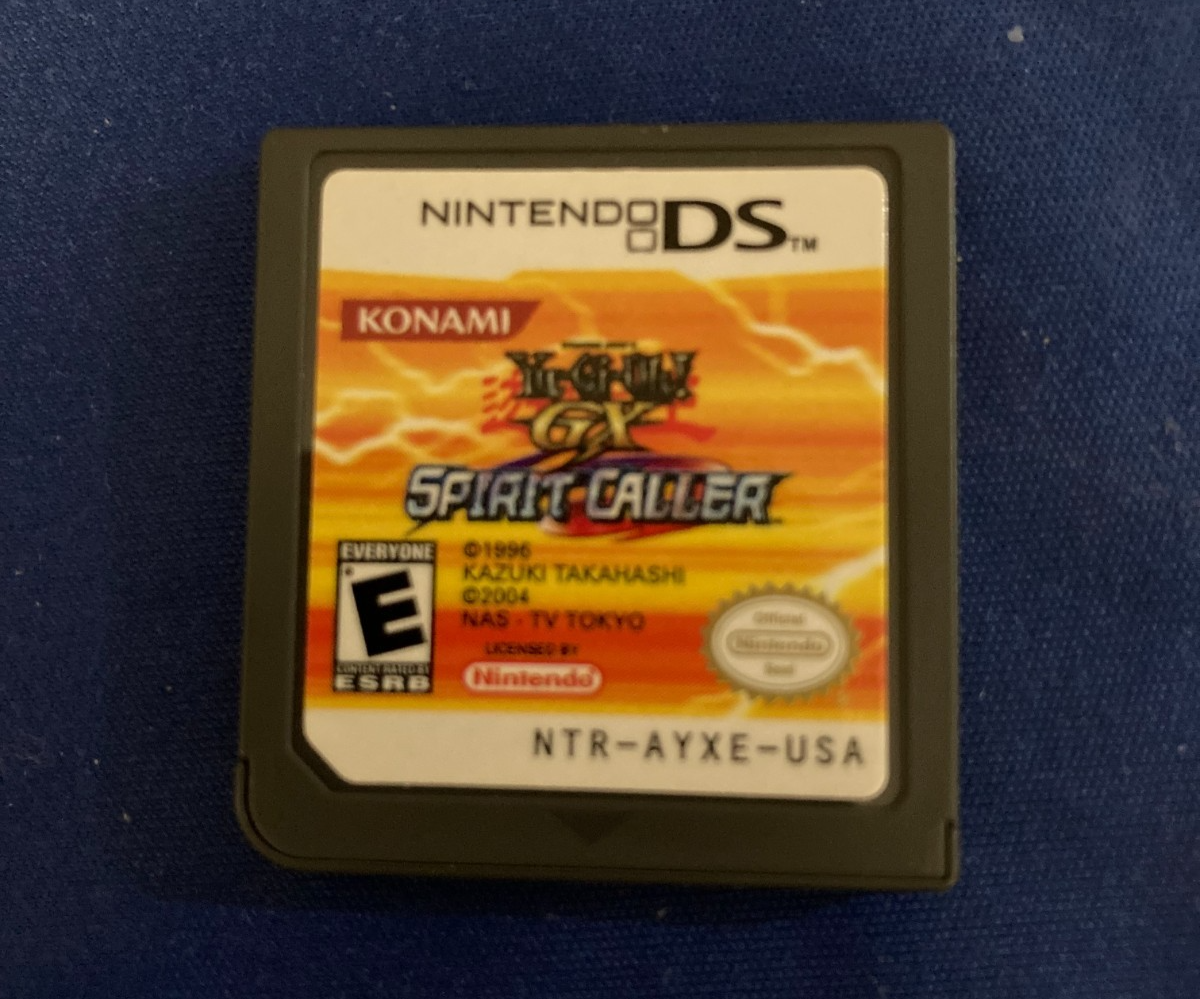 NINTENDO DS™
KONAMI
Yu-Gi-Oh!
GX
SPIRIT CALLER
EVERYONE
E
CONTENT RATED BY
ESRB
©1996
KAZUKI TAKAHASHI
©2004
NAS - TV TOKYO
LICENSED BY
Nintendo
Official
Nintendo
Seal
NTR-AYXE-USA